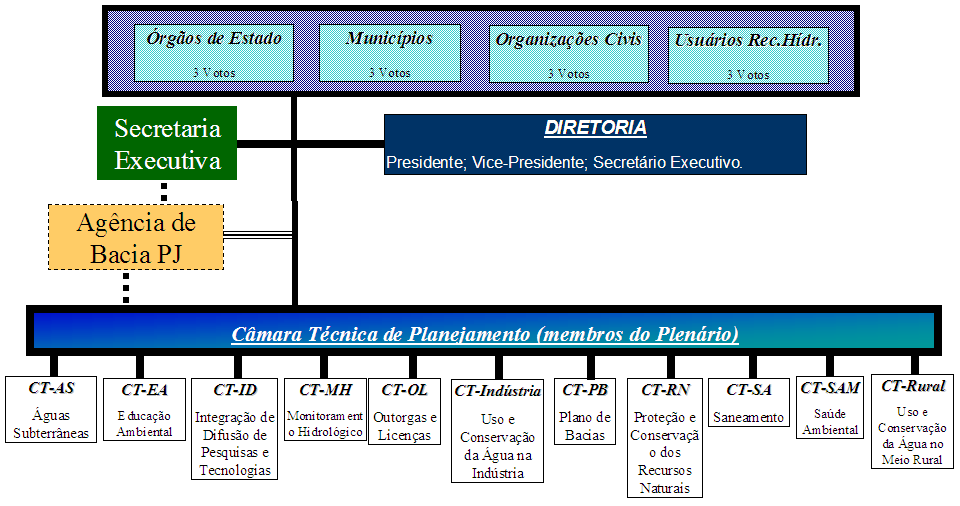 Órgãos de Estado
3 Votos
Municípios
3 Votos
Organizações Civis
3 Votos
Usuários Rec.Hídr.
3 Votos
Secretaria
Executiva
DIRETORIA
Presidente; Vice-Presidente; Secretário Executivo.
Agência de
Bacia PJ
Câmara Técnica de Planejamento (membros do Plenário)
CT-AS
Águas
Subterrâneas
CT-EA
Educação
Ambiental
CT-ID
Integração de
Difusão de
Pesquisas e
Tecnologias
CT-MH
Monitorament
o Hidrológico
CT-OL
Outorgas e
Licenças
CT-Indústria
Uso e
Conservação
da Água na
Indústria
CT-PB
Plano de
Bacias
CT-RN
Proteção e
Conservaçã
o dos
Recursos
Naturais
CT-SA
Saneamento
CT-SAM
Saúde
Ambiental
CT-Rural
Uso e
Conservação
da Água no
Meio Rural